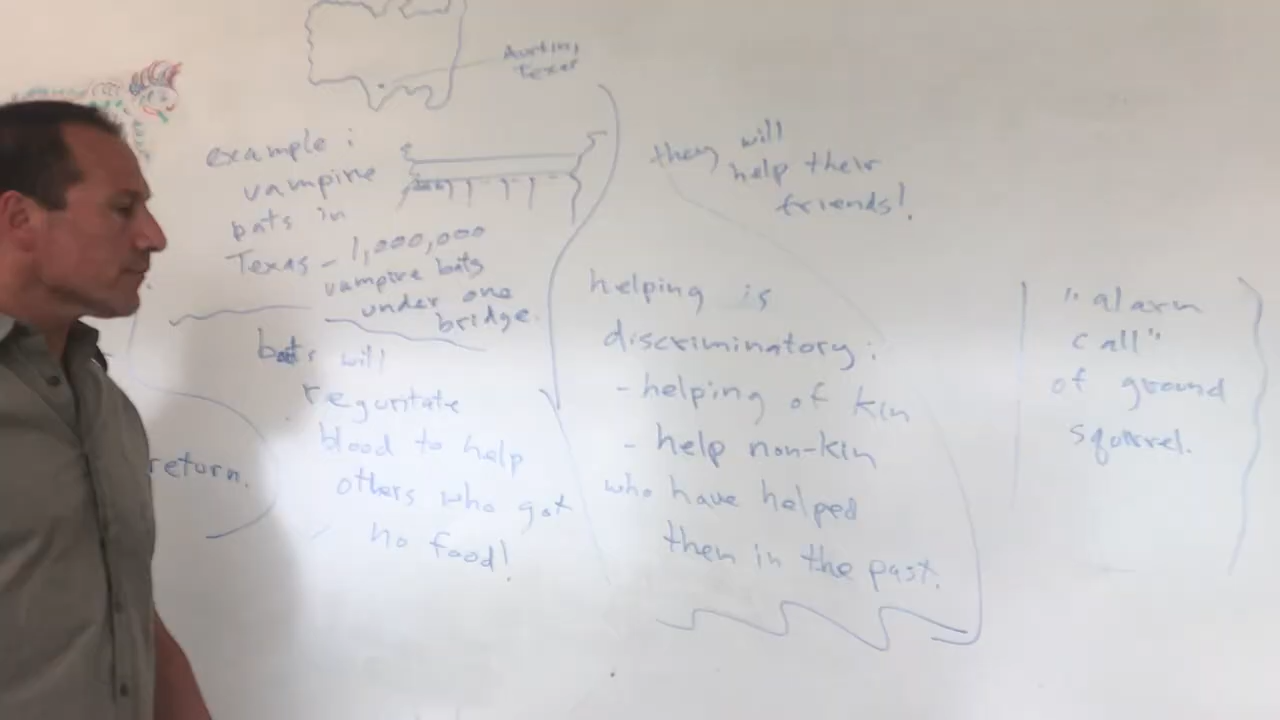 Austin,
Texas
example:
vampire
bats in
Texas - 1,000,000
vampire bats
under one
bridge.
bats will
reguritate
blood to help
others who got
no food!
return.
they will
help their
friends!
helping is
discriminatory:
- helping of kin
- help non-kin
who have helped
them in the past.
"alarm
call"
of ground
squirrel.